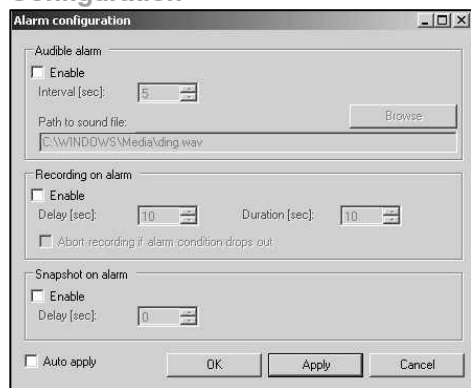 Configuration
Alarm configuration
Audible alarm
Enable
Interval [sec]: 5
Path to sound file:
Browse
C:\WINDOWS\Media\ding.wav
Recording on alarm
Enable
Delay [sec]: 10 Duration [sec]: 10
Abort recording if alarm condition drops out
Snapshot on alarm
Enable
Delay [sec]: 0
Auto apply OK Apply Cancel